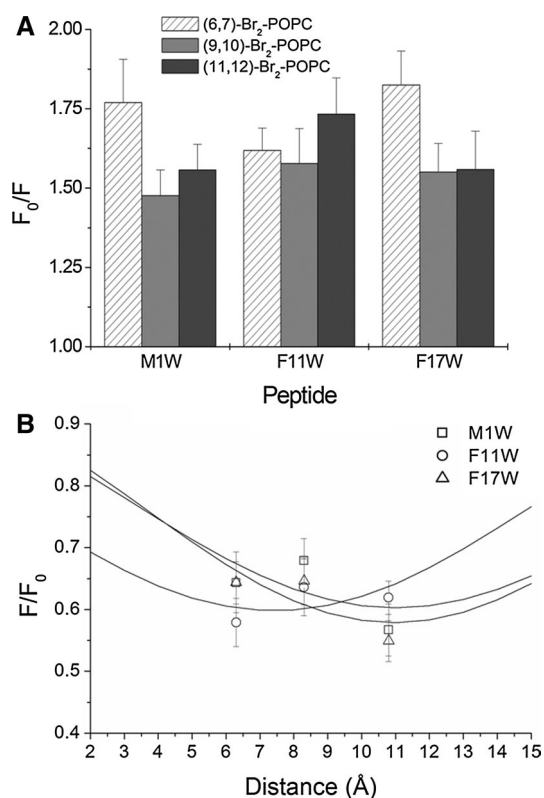 A
2.00
1.75
1.50
1.25
1.00
F₀/F
(6,7)-Br₂-POPC
(9,10)-Br₂-POPC
(11,12)-Br₂-POPC
M1W F11W F17W
Peptide
B
0.9
0.8
0.7
0.6
0.5
0.4
F/F₀
M1W
F11W
F17W
2 3 4 5 6 7 8 9 10 11 12 13 14 15
Distance (Å)